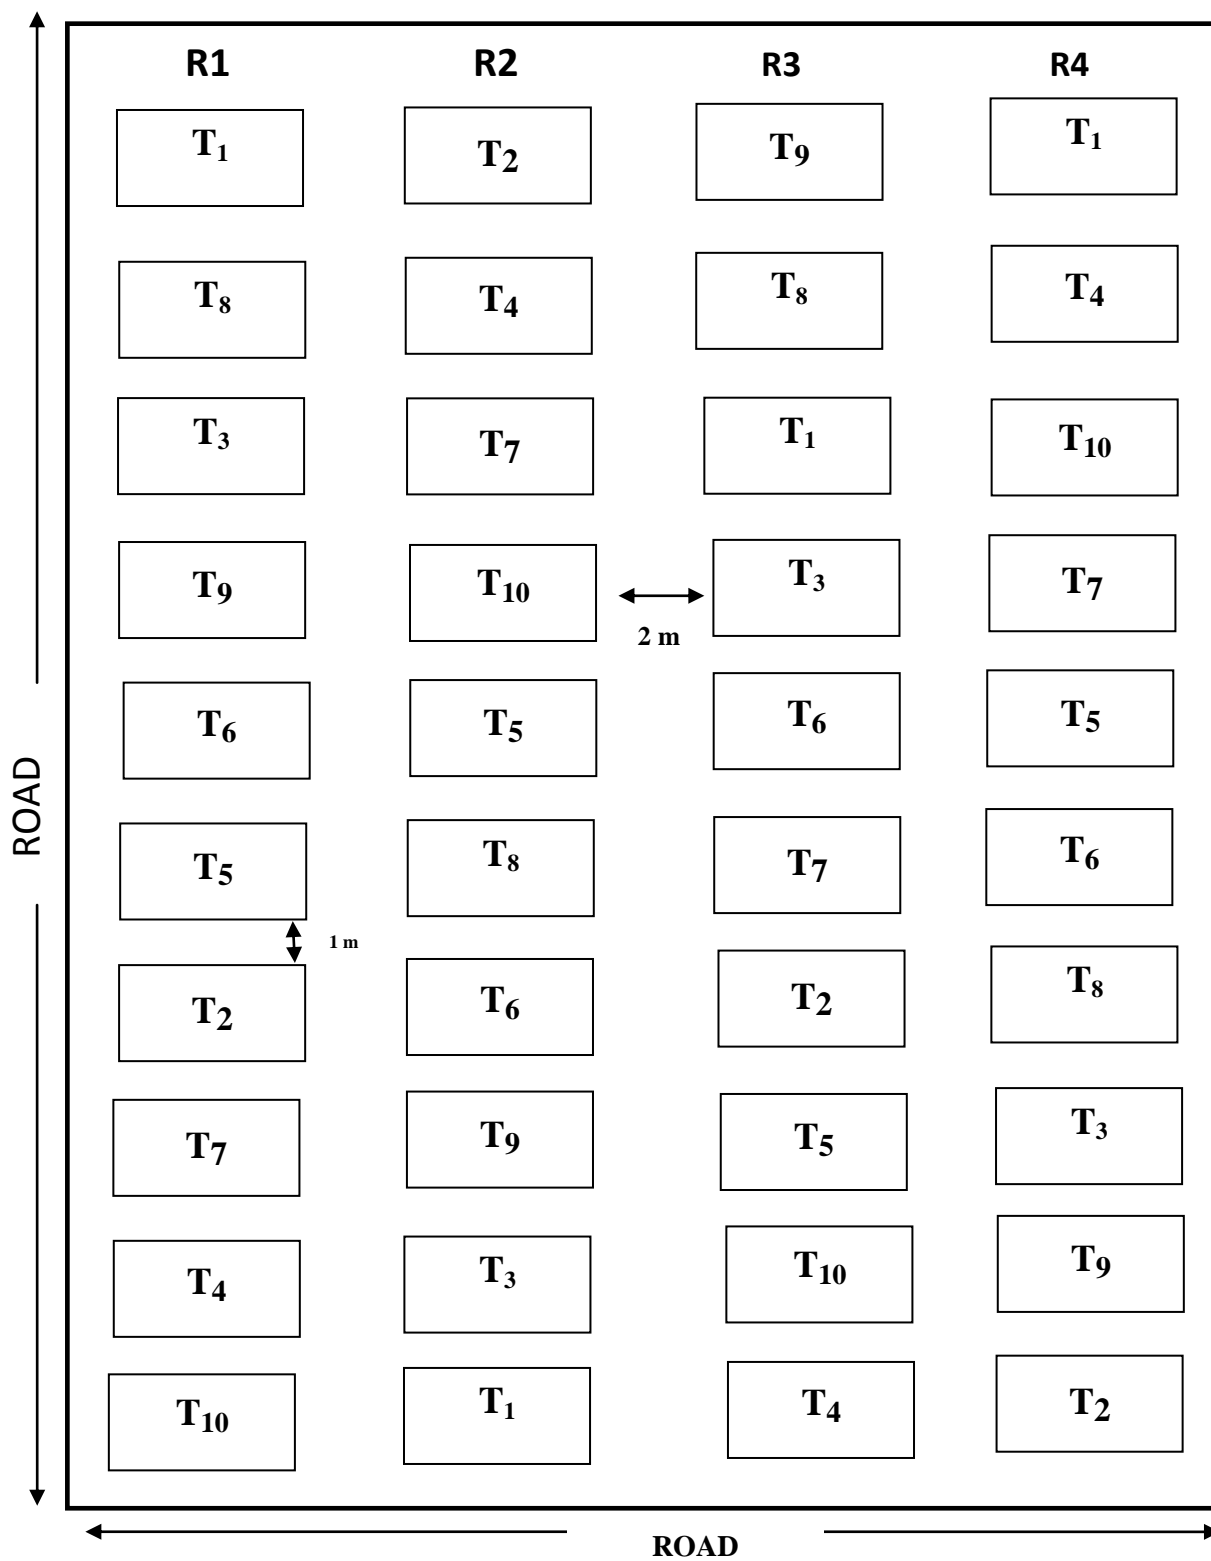 R1 R2 R3 R4
T1 T2 T9 T1
T8 T4 T8 T4
T3 T7 T1 T10
T9 T10 T3 T7
2 m
T6 T5 T6 T5
ROAD
T5 T8 T7 T6
1 m
T2 T6 T2 T8
T7 T9 T5 T3
T4 T3 T10 T9
T10 T1 T4 T2
ROAD